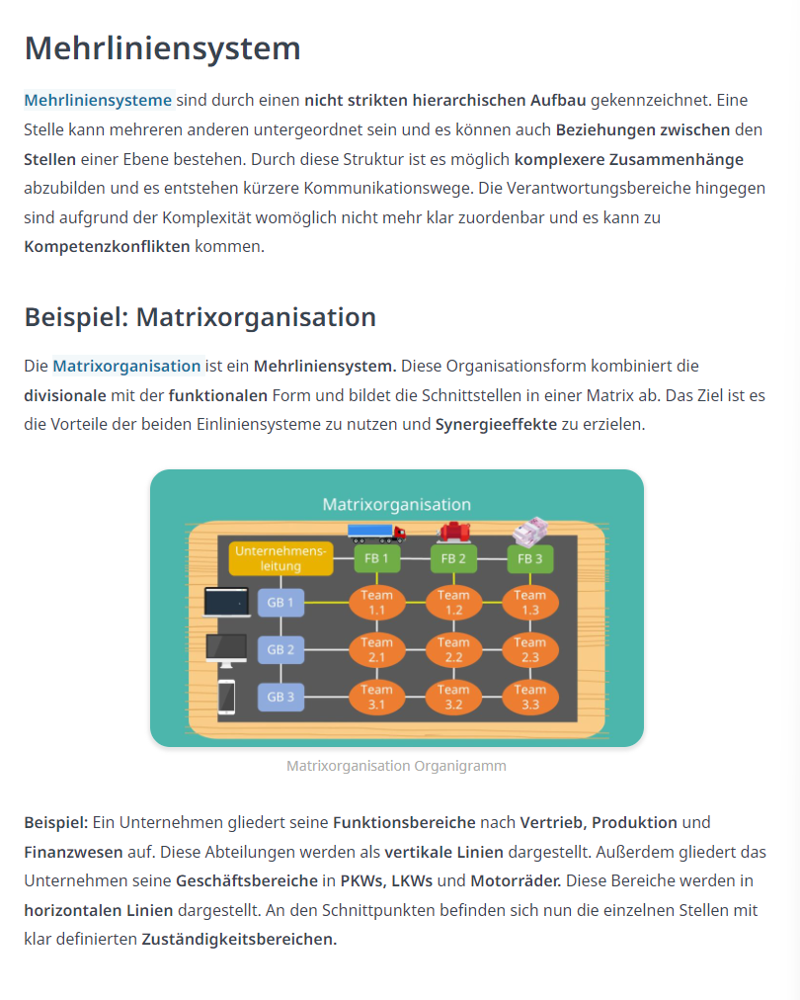 Mehrliniensystem
Mehrliniensysteme sind durch einen nicht strikten hierarchischen Aufbau gekennzeichnet. Eine
Stelle kann mehreren anderen untergeordnet sein und es können auch Beziehungen zwischen den
Stellen einer Ebene bestehen. Durch diese Struktur ist es möglich komplexere Zusammenhänge
abzubilden und es entstehen kürzere Kommunikationswege. Die Verantwortungsbereiche hingegen
sind aufgrund der Komplexität womöglich nicht mehr klar zuordenbar und es kann zu
Kompetenzkonflikten kommen.
Beispiel: Matrixorganisation
Die Matrixorganisation ist ein Mehrliniensystem. Diese Organisationsform kombiniert die
divisionale mit der funktionalen Form und bildet die Schnittstellen in einer Matrix ab. Das Ziel ist es
die Vorteile der beiden Einliniensysteme zu nutzen und Synergieeffekte zu erzielen.
Matrixorganisation
Unternehmens-
leitung
FB 1
FB 2
FB 3
GB 1
Team
1.1
Team
1.2
Team
1.3
GB 2
Team
2.1
Team
2.2
Team
2.3
GB 3
Team
3.1
Team
3.2
Team
3.3
Matrixorganisation Organigramm
Beispiel: Ein Unternehmen gliedert seine Funktionsbereiche nach Vertrieb, Produktion und
Finanzwesen auf. Diese Abteilungen werden als vertikale Linien dargestellt. Außerdem gliedert das
Unternehmen seine Geschäftsbereiche in PKWs, LKWs und Motorräder. Diese Bereiche werden in
horizontalen Linien dargestellt. An den Schnittpunkten befinden sich nun die einzelnen Stellen mit
klar definierten Zuständigkeitsbereichen.